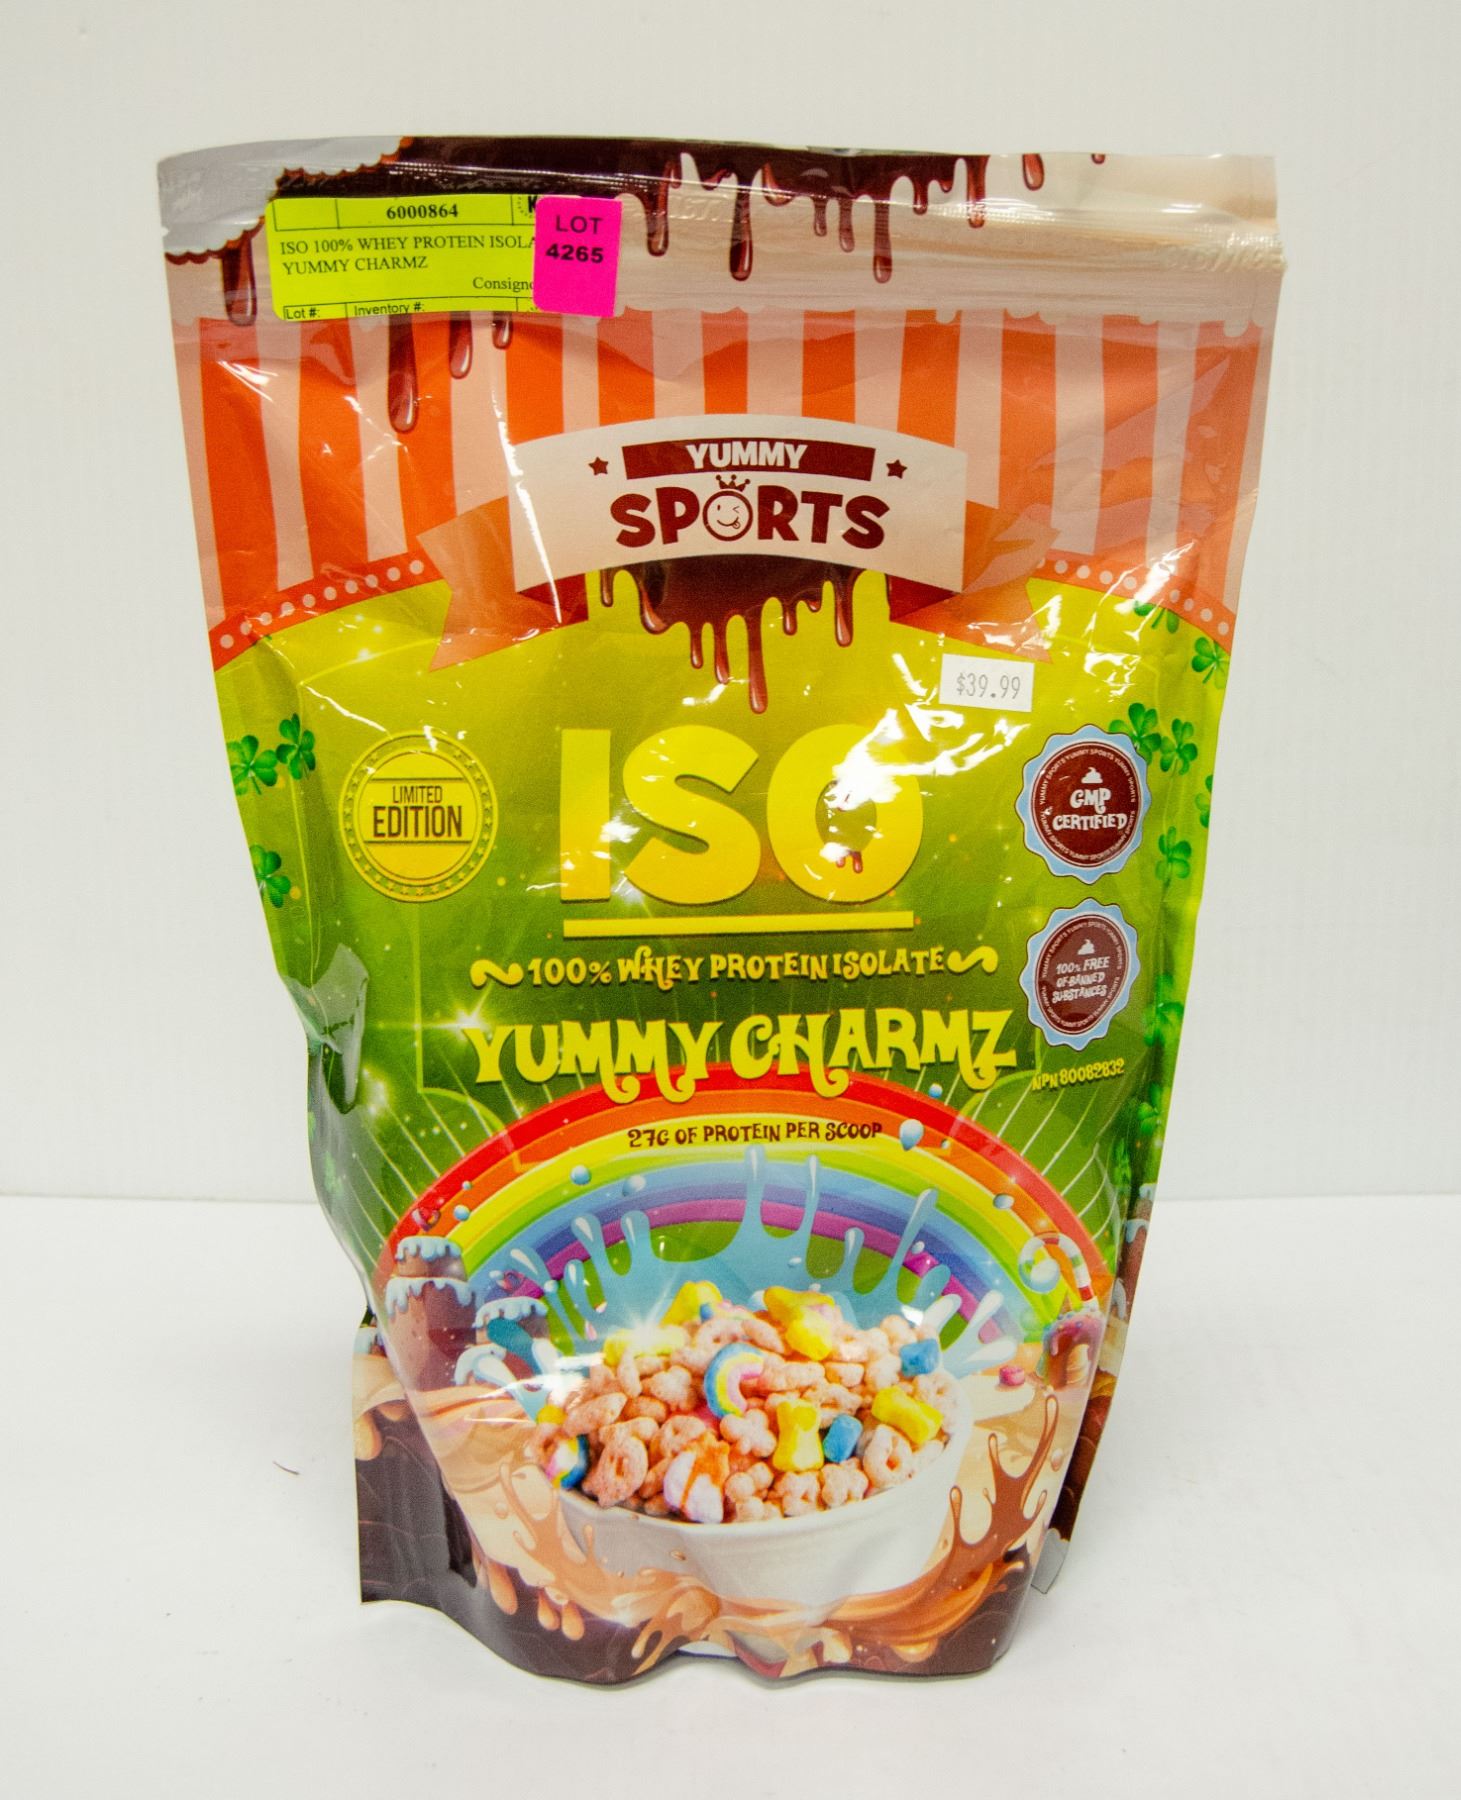 6000864
LOT
4265
ISO 100% WHEY PROTEIN
YUMMY CHARMZ
Lot #:
Inventory #:
YUMMY
SPORTS
$39.99
LIMITED
EDITION
ISO
GMP
CERTIFIED
100% WHEY PROTEIN ISOLATE
100% FREE
OF BANNED
SUBSTANCES
YUMMY CHARMZ
NPN 80082832
27G OF PROTEIN PER SCOOP